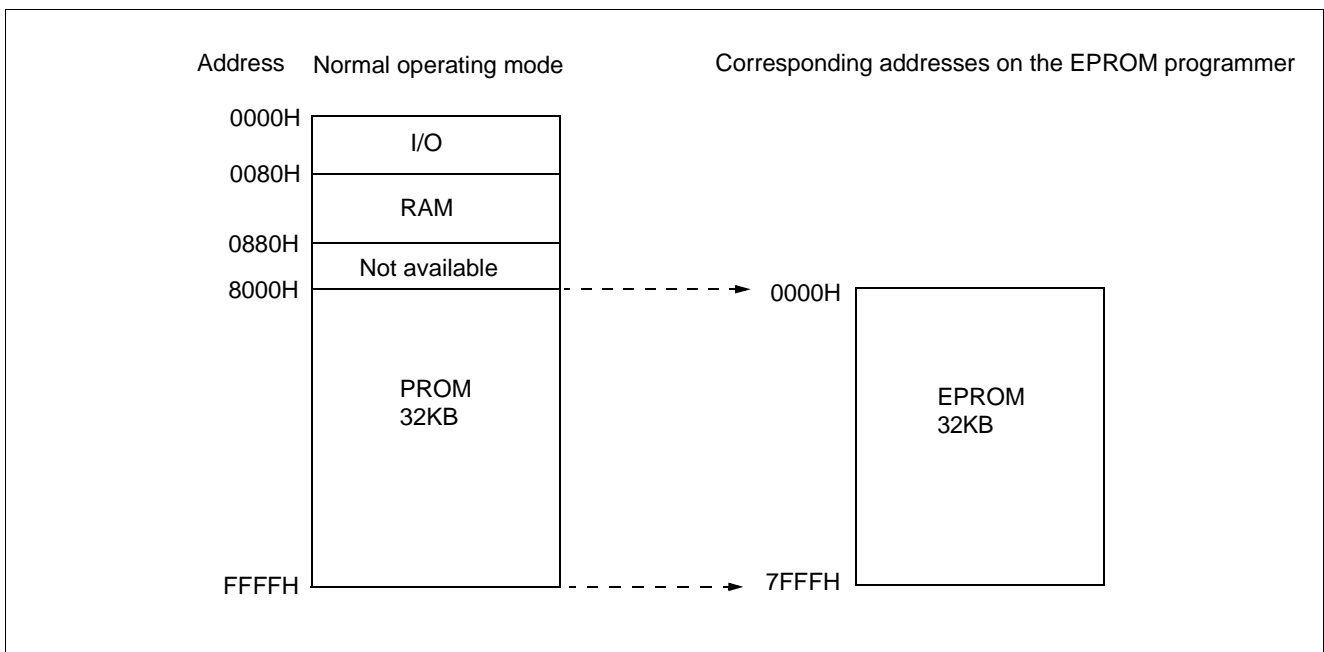 Address Normal operating mode Corresponding addresses on the EPROM programmer
0000H
I/O
0080H
RAM
0880H
Not available
8000H 0000H
PROM
32KB
EPROM
32KB
FFFFH 7FFFH